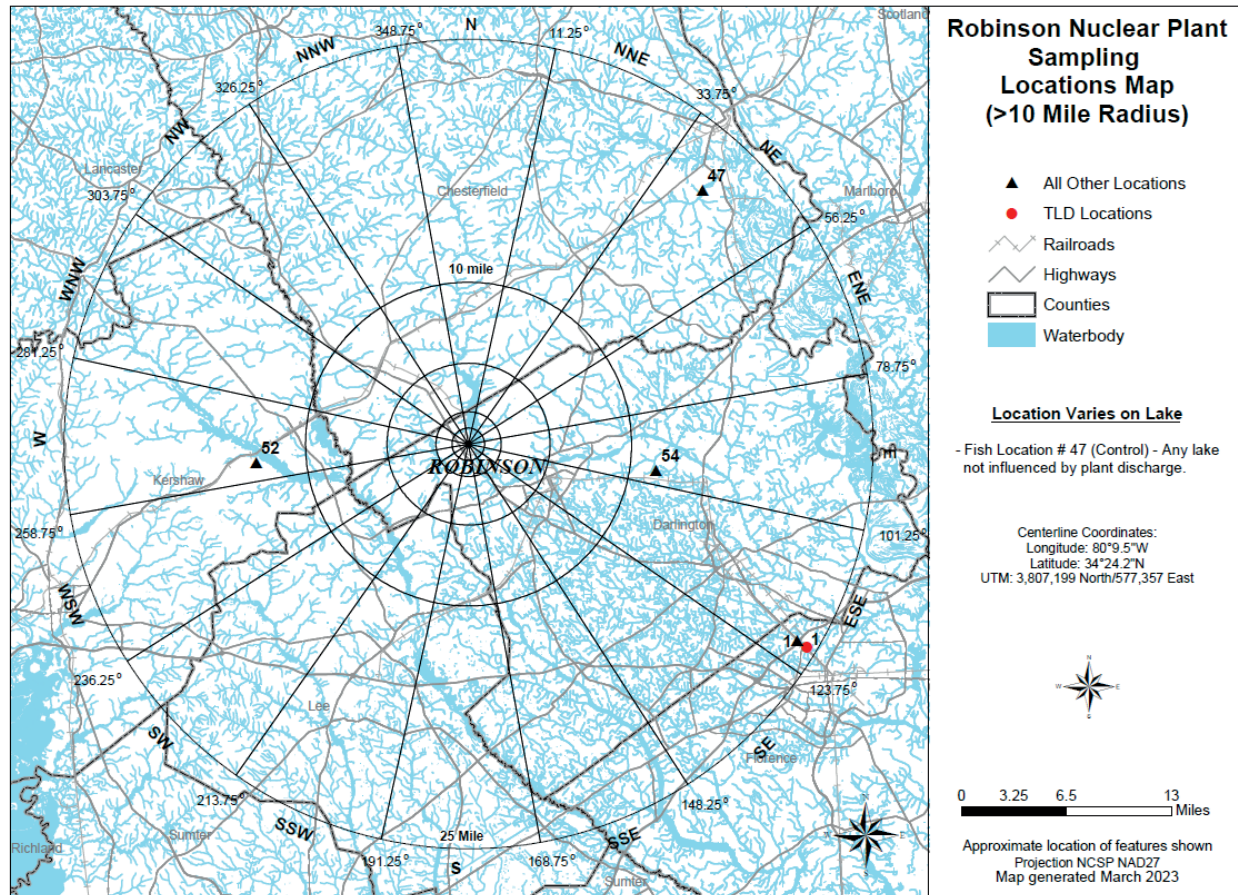 Robinson Nuclear Plant
Sampling
Locations Map
(>10 Mile Radius)
All Other Locations
TLD Locations
Railroads
Highways
Counties
Waterbody
Location Varies on Lake
- Fish Location # 47 (Control) - Any lake
not influenced by plant discharge.
Centerline Coordinates:
Longitude: 80°9.5"W
Latitude: 34°24.2"N
UTM: 3,807,199 North/577,357 East
N
W
E
S
0 3.25 6.5 13
Miles
Approximate location of features shown
Projection NCSP NAD27
Map generated March 2023
N
348.75°
11.25°
Scotland
NNW
NNE
326.25°
33.75°
NW
NE
Lancaster
47
Chesterfield
Marlboro
303.75°
56.25°
WNW
10 mile
ENE
281.25°
78.75°
W
E
52
54
ROBINSON
Kershaw
Darlington
258.75°
101.25°
WSW
ESE
1
1
236.25°
123.75°
Lee
SW
SE
Florence
213.75°
148.25°
SSW
25 Mile
SSE
Sumter
Richland
191.25°
S
168.75°
Sumter